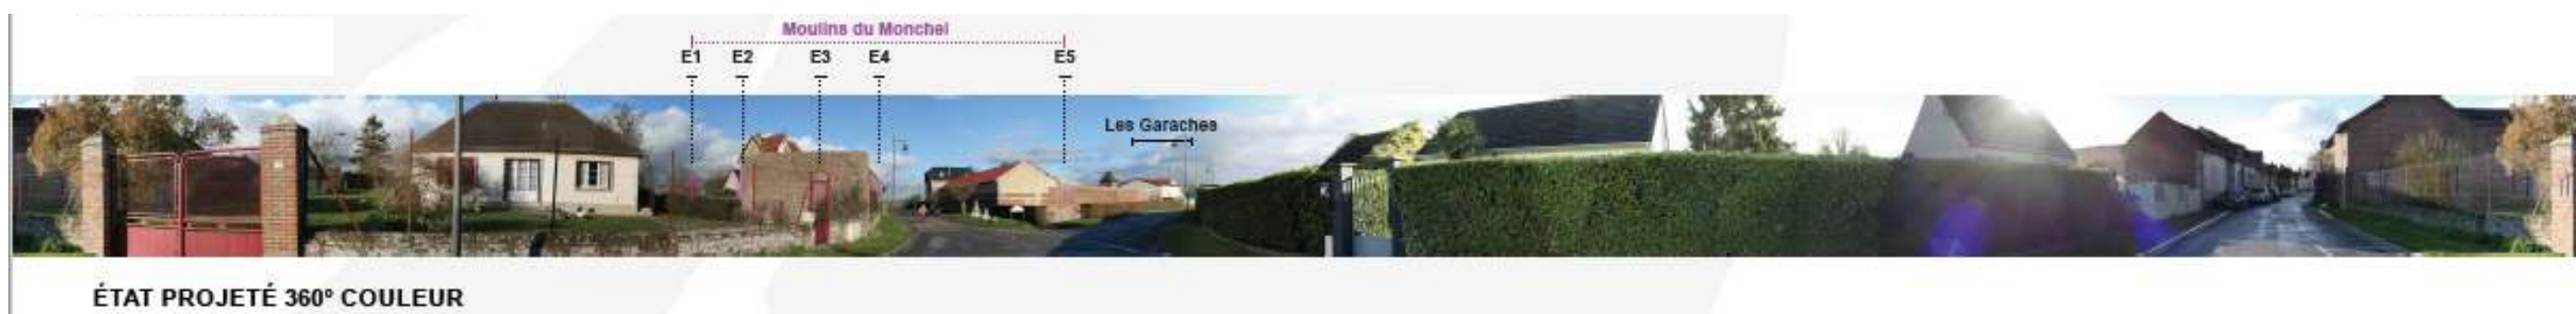 Moulins du Monchel
E1 E2 E3 E4 E5
Les Garaches
ÉTAT PROJETÉ 360° COULEUR